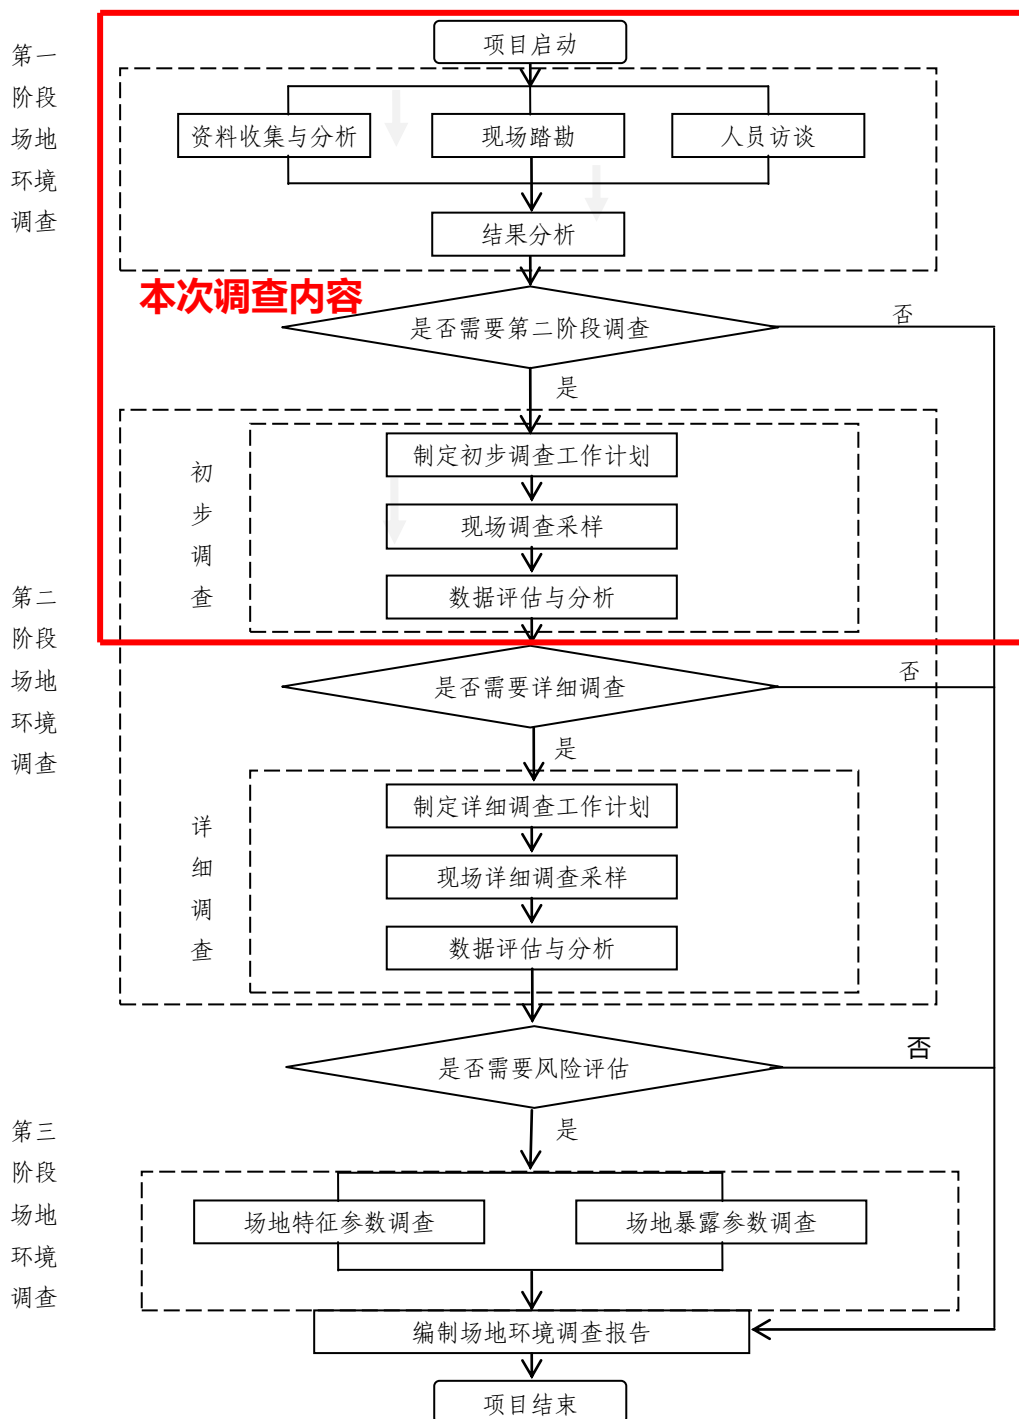 项目启动
第一
阶段
场地
环境
调查
资料收集与分析
现场踏勘
人员访谈
结果分析
本次调查内容
是否需要第二阶段调查
否
是
第二
阶段
场地
环境
调查
初
步
调
查
制定初步调查工作计划
现场调查采样
数据评估与分析
是否需要详细调查
否
是
详
细
调
查
制定详细调查工作计划
现场详细调查采样
数据评估与分析
是否需要风险评估
否
是
第三
阶段
场地
环境
调查
场地特征参数调查
场地暴露参数调查
编制场地环境调查报告
项目结束